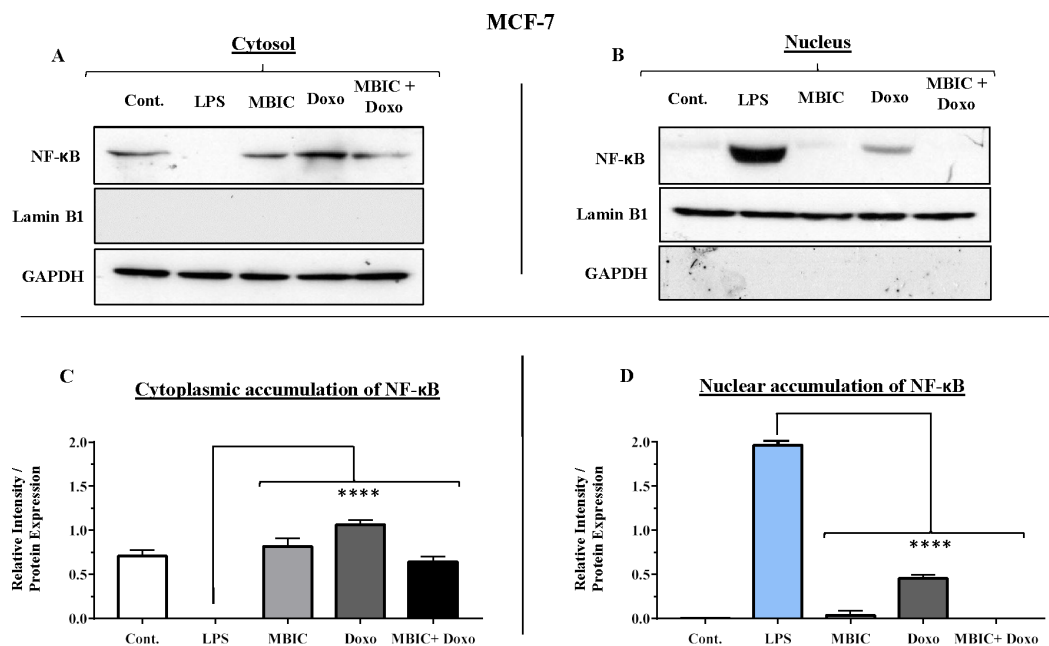 MCF-7
A
Cytosol
Cont.
LPS
MBIC
Doxo
MBIC +
Doxo
NF-κB
Lamin B1
GAPDH
B
Nucleus
Cont.
LPS
MBIC
Doxo
MBIC +
Doxo
NF-κB
Lamin B1
GAPDH
C
Cytoplasmic accumulation of NF-κB
Relative Intensity /
Protein Expression
2.0
1.5
1.0
0.5
0.0
****
Cont.
LPS
MBIC
Doxo
MBIC+ Doxo
D
Nuclear accumulation of NF-κB
Relative Intensity /
Protein Expression
2.0
1.5
1.0
0.5
0.0
****
Cont.
LPS
MBIC
Doxo
MBIC+ Doxo